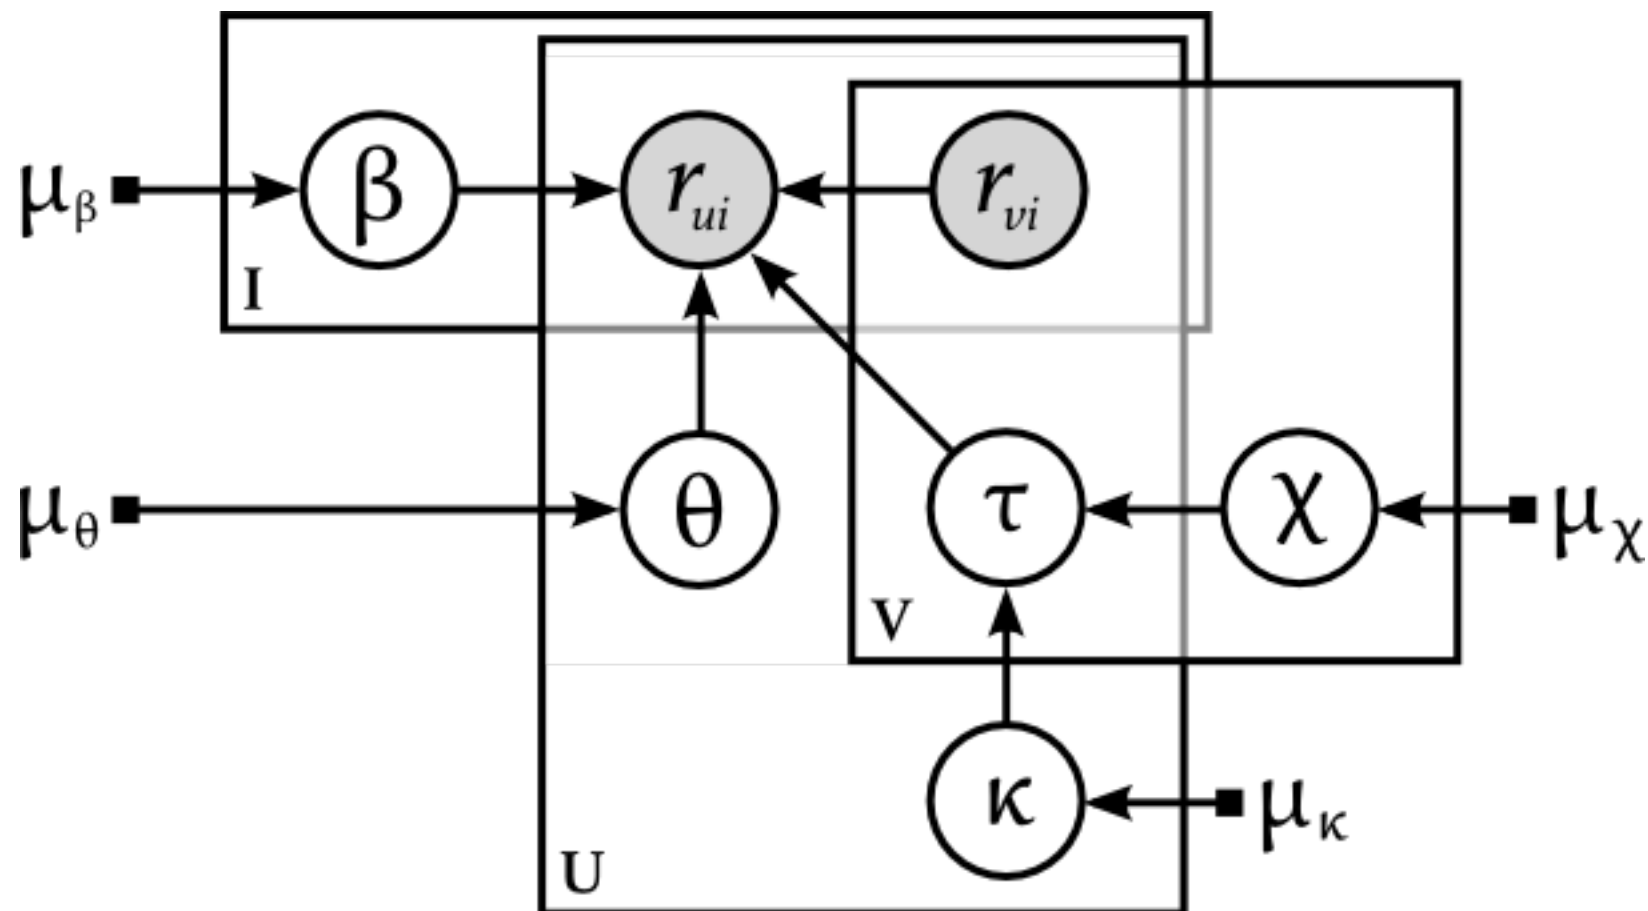 μβ β rui rvi
I
μθ θ τ χ μχ
V
κ μκ
U